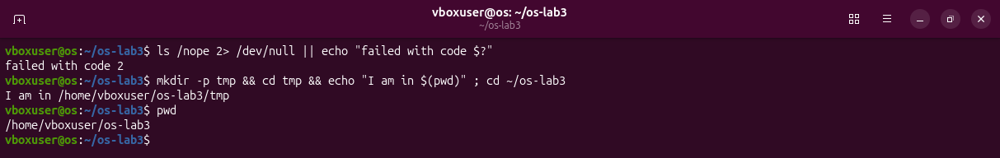 vboxuser@os: ~/os-lab3
~/os-lab3
vboxuser@os:~/os-lab3$ ls /nope 2> /dev/null || echo "failed with code $?"
failed with code 2
vboxuser@os:~/os-lab3$ mkdir -p tmp && cd tmp && echo "I am in $(pwd)" ; cd ~/os-lab3
I am in /home/vboxuser/os-lab3/tmp
vboxuser@os:~/os-lab3$ pwd
/home/vboxuser/os-lab3
vboxuser@os:~/os-lab3$